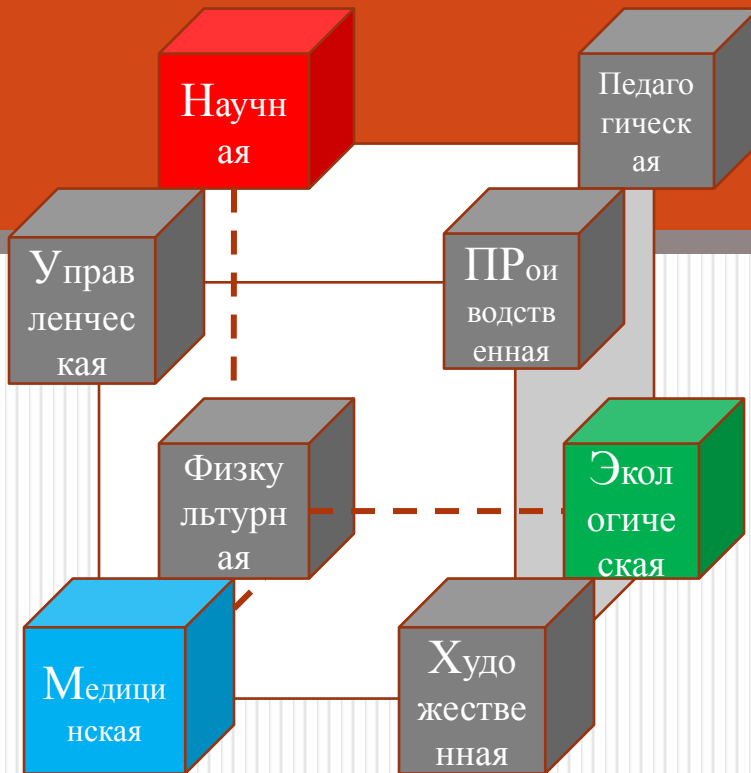 Научн
ая
Педаго
гическ
ая
Управ
ленчес
кая
ПРои
водств
енная
Физку
льтурн
ая
Экол
огиче
ская
Медици
нская
Худо
жестве
нная